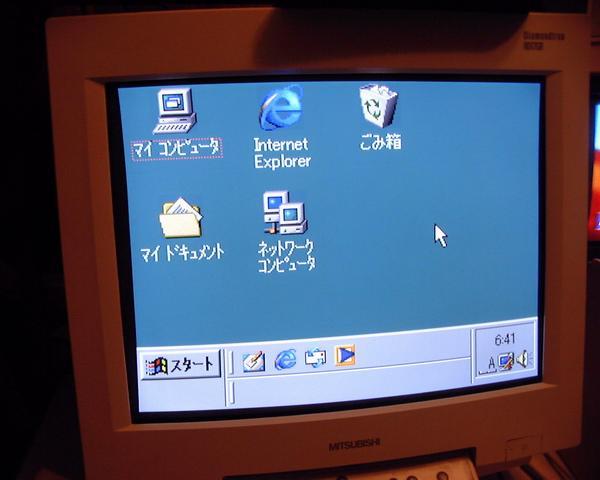 Diamondtron
マイ コンピュータ
Internet
Explorer
ごみ箱
マイ ドキュメント
ネットワーク
コンピュータ
スタート
6:41
A
MITSUBISHI